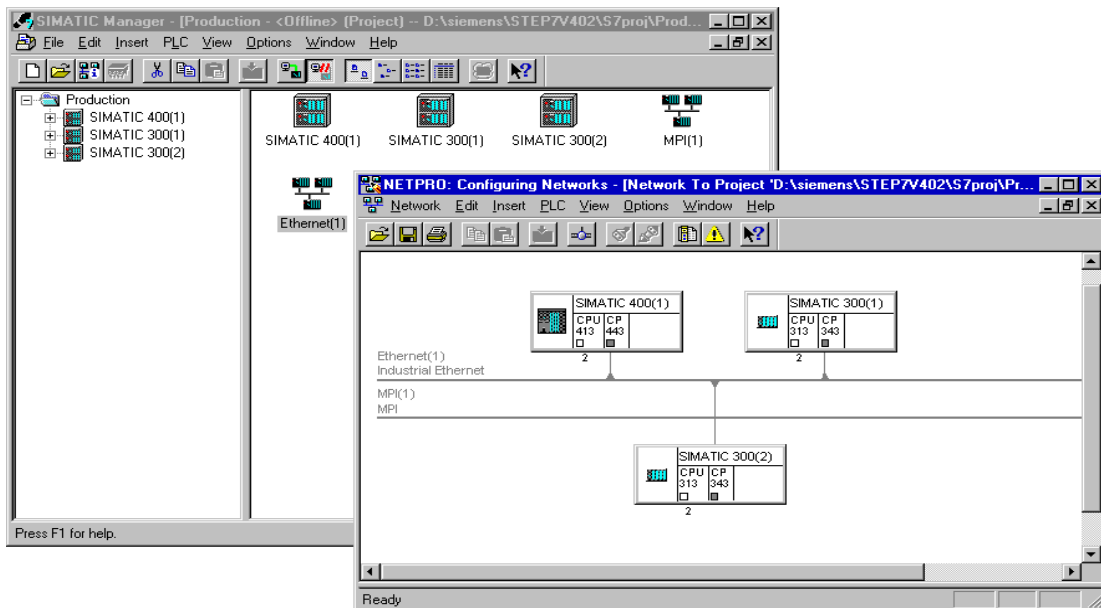 SIMATIC Manager - [Production - <Offline> (Project) -- D:\siemens\STEP7V402\S7proj\Prod...
File Edit Insert PLC View Options Window Help
Production
SIMATIC 400(1)
SIMATIC 300(1)
SIMATIC 300(2)
SIMATIC 400(1) SIMATIC 300(1) SIMATIC 300(2) MPI(1)
Ethernet(1)
Press F1 for help.
NETPRO: Configuring Networks - [Network To Project 'D:\siemens\STEP7V402\S7proj\Pr...
Network Edit Insert PLC View Options Window Help
SIMATIC 400(1)
CPU CP
413 443
2
SIMATIC 300(1)
CPU CP
313 343
2
Ethernet(1)
Industrial Ethernet
MPI(1)
MPI
SIMATIC 300(2)
CPU CP
313 343
2
Ready